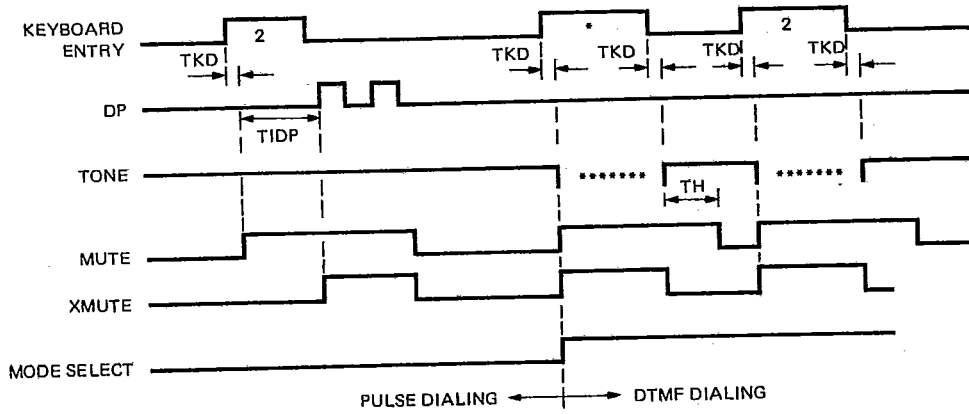 KEYBOARD
ENTRY
2
*
2
TKD
TKD
TKD
TKD
TKD
DP
TIDP
TONE
*******
*******
TH
MUTE
XMUTE
MODE SELECT
PULSE DIALING
DTMF DIALING